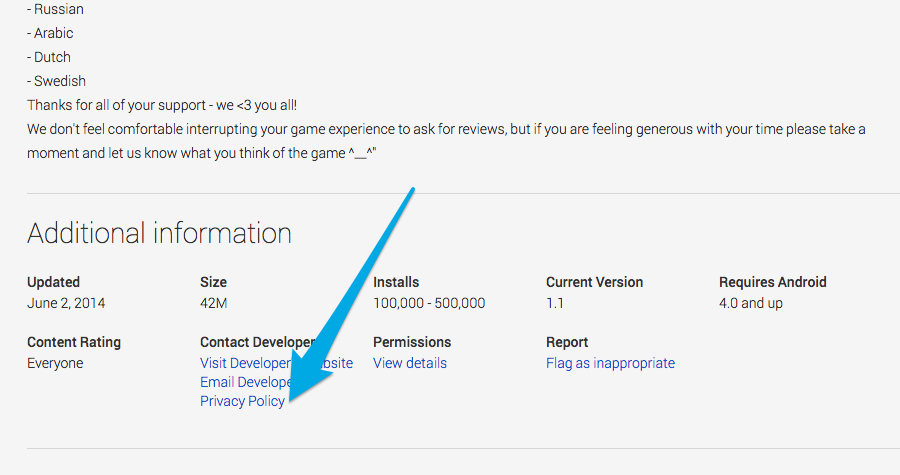 - Russian
- Arabic
- Dutch
- Swedish
Thanks for all of your support - we <3 you all!
We don't feel comfortable interrupting your game experience to ask for reviews, but if you are feeling generous with your time please take a
moment and let us know what you think of the game ^__^"
Additional information
Updated
June 2, 2014
Size
42M
Installs
100,000 - 500,000
Current Version
1.1
Requires Android
4.0 and up
Content Rating
Everyone
Contact Developer
Visit Developer's Website
Email Developer
Privacy Policy
Permissions
View details
Report
Flag as inappropriate